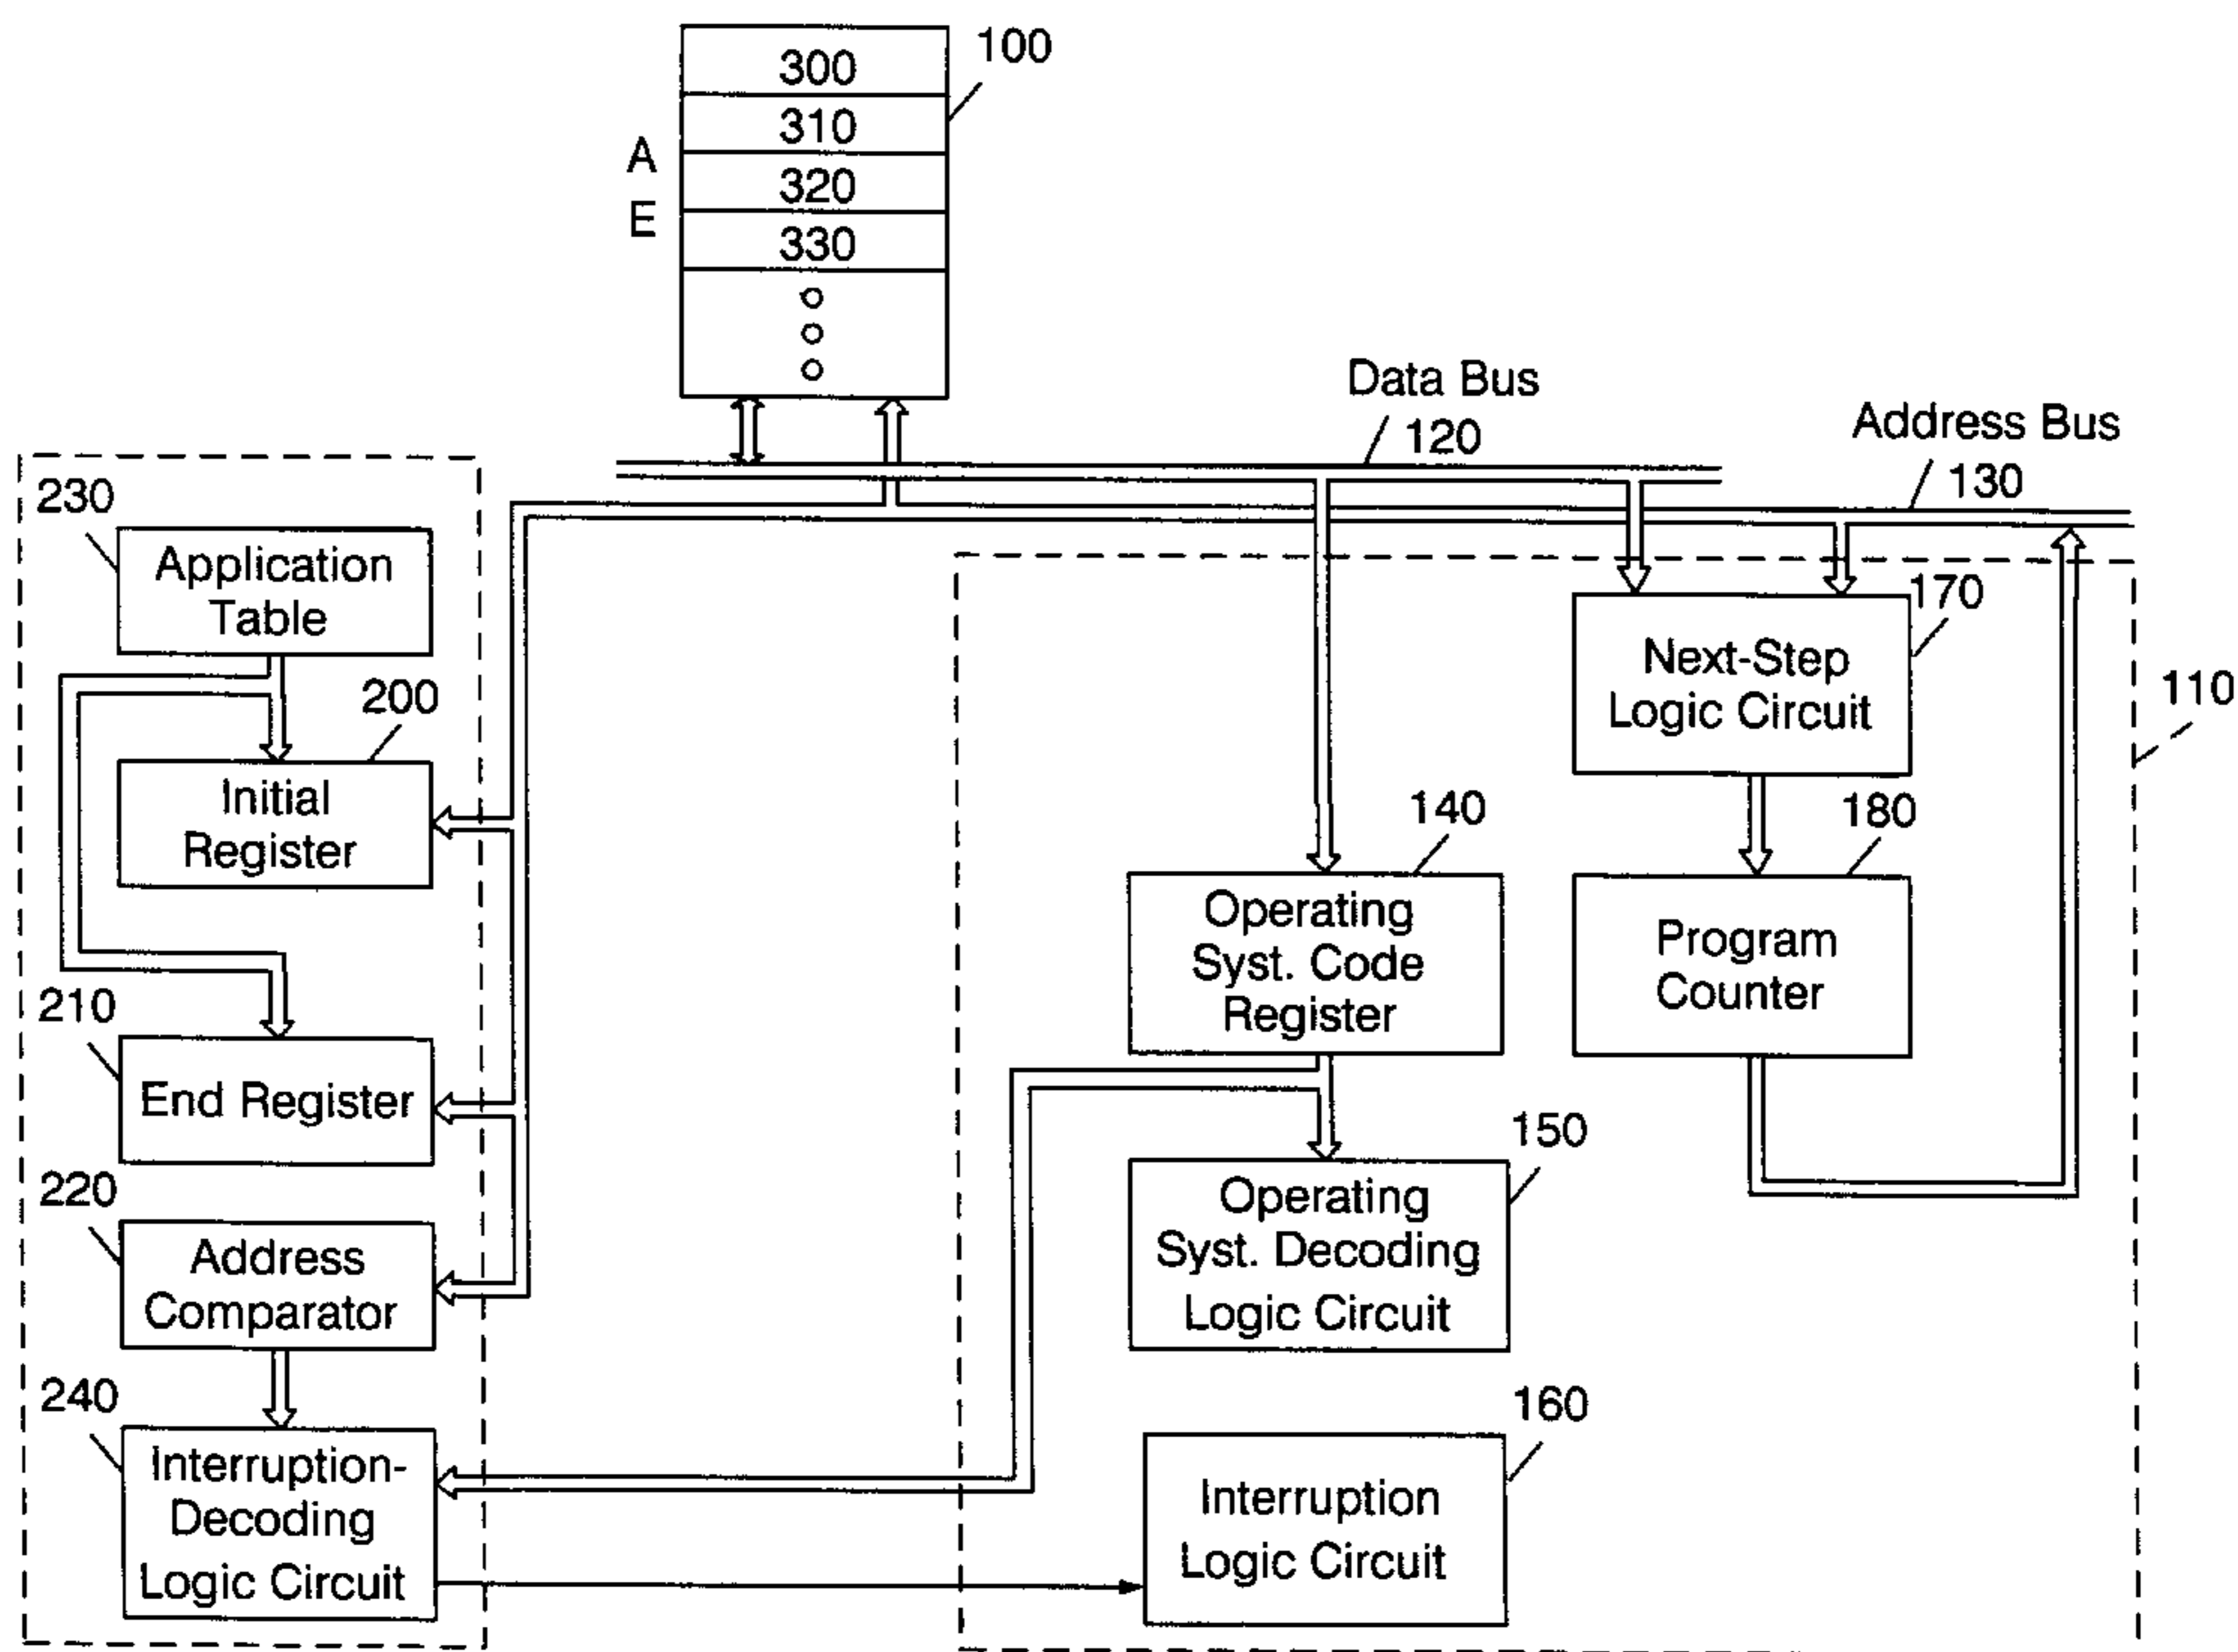 100
300
310
A
320
E
330
Data Bus
120
Address Bus
130
230
Application
Table
200
Initial
Register
210
End Register
220
Address
Comparator
240
Interruption-
Decoding
Logic Circuit
170
Next-Step
Logic Circuit
110
140
Operating
Syst. Code
Register
180
Program
Counter
150
Operating
Syst. Decoding
Logic Circuit
160
Interruption
Logic Circuit